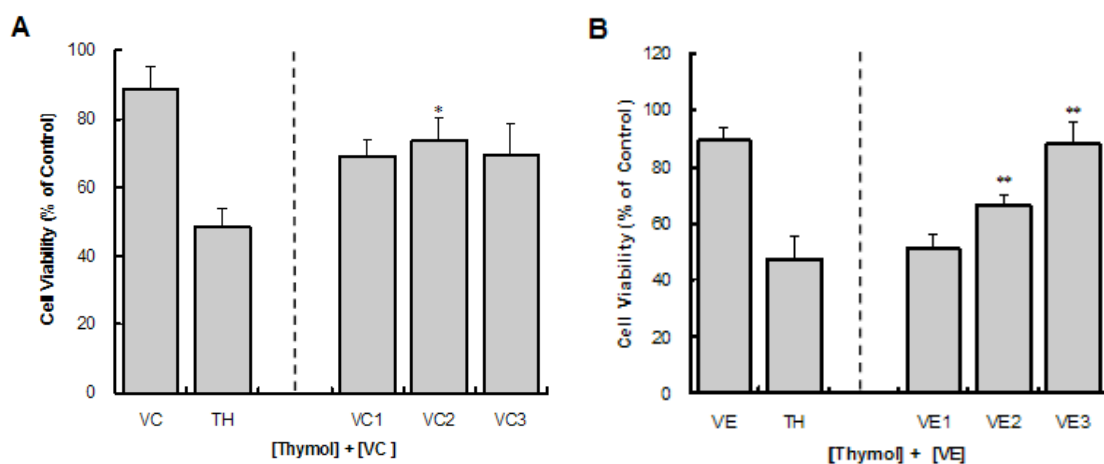 A
Cell Viability (% of Control)
100
80
60
40
20
0
*
VC TH VC1 VC2 VC3
[Thymol] + [VC ]
B
Cell Viability (% of Control)
120
100
80
60
40
20
0
** **
VE TH VE1 VE2 VE3
[Thymol] + [VE]